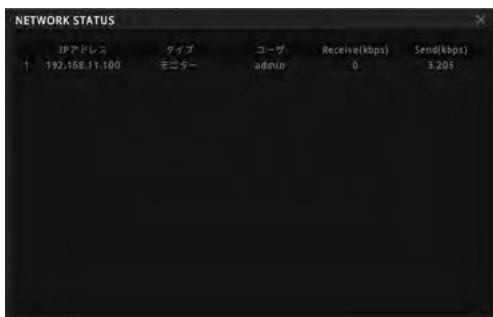 NETWORK STATUS
IPアドレス タイプ ユーザ Receive(kbps) Send(kbps)
1 192.168.11.100 モニター admin 0 3,205